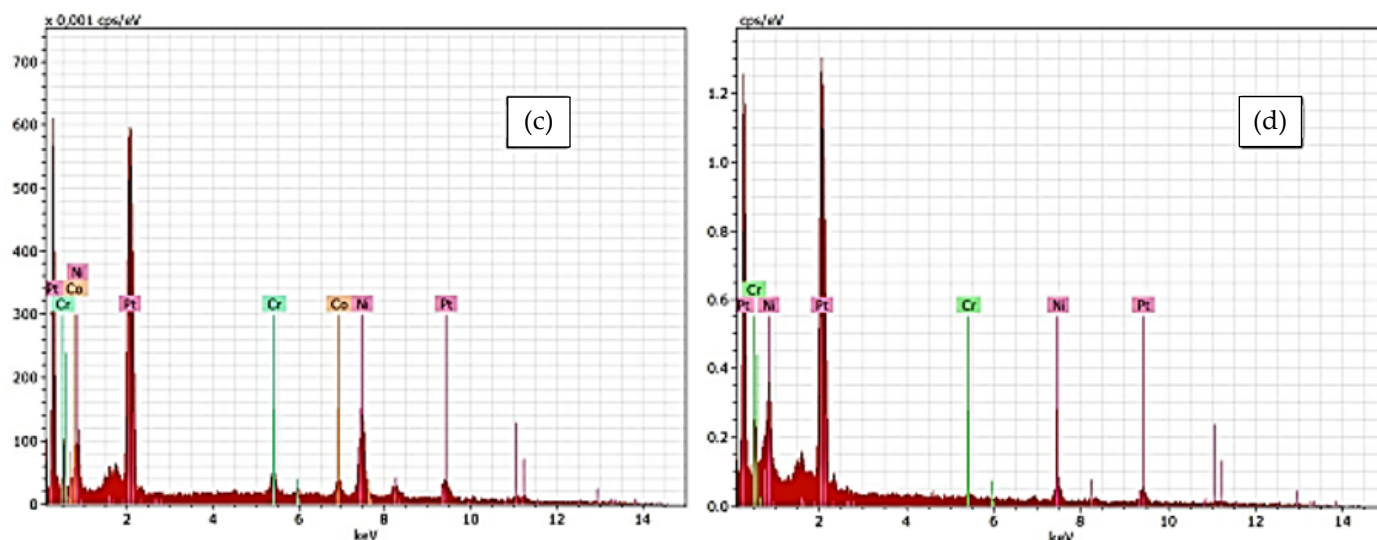 x 0,001 cps/eV
700
600
500
400
300
200
100
0
Ni
Pt Co
Cr
Pt
Cr
Co
Ni
Pt
(c)
2 4 6 8 10 12 14
keV
cps/eV
1.2
1.0
0.8
0.6
0.4
0.2
0.0
Cr
Pt Ni
Pt
Cr
Ni
Pt
(d)
2 4 6 8 10 12 14
keV